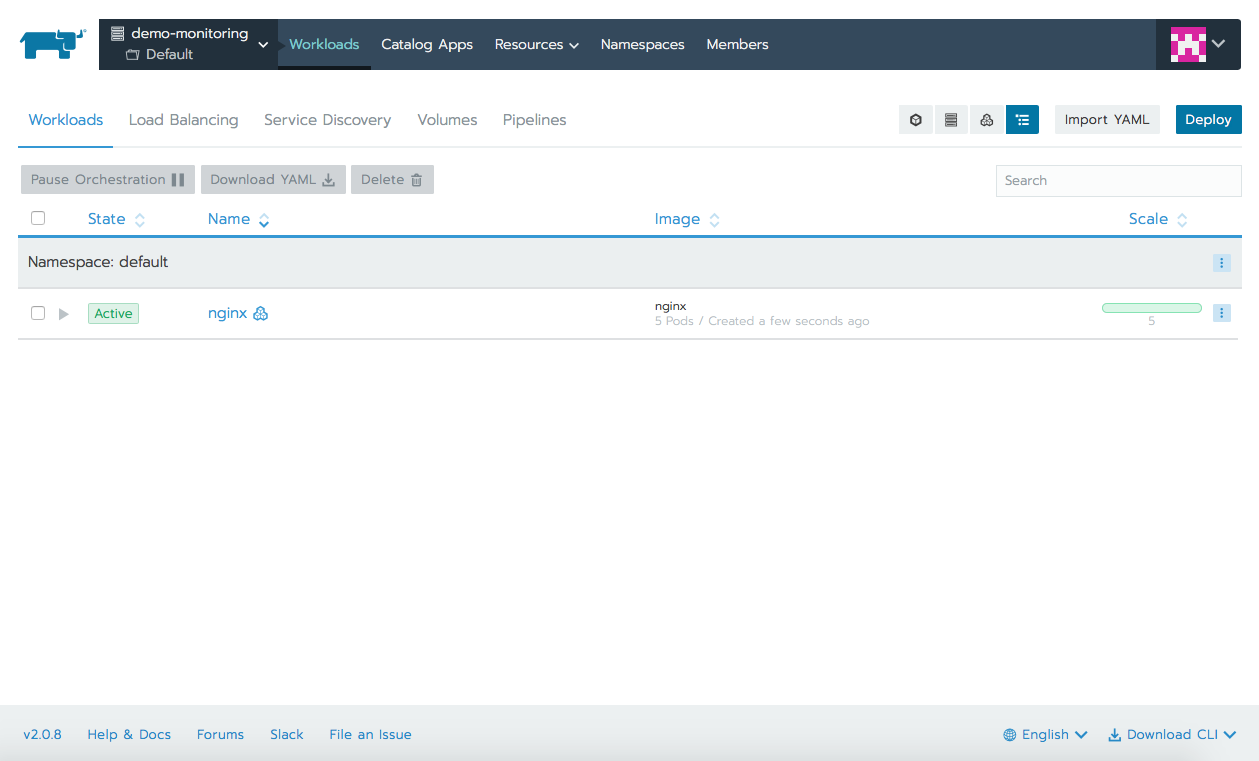 demo-monitoring
Default
Workloads Catalog Apps Resources Namespaces Members
Workloads Load Balancing Service Discovery Volumes Pipelines
Import YAML Deploy
Pause Orchestration Download YAML Delete
Search
State Name Image Scale
Namespace: default
Active nginx
nginx
5 Pods / Created a few seconds ago
5
v2.0.8 Help & Docs Forums Slack File an Issue English Download CLI